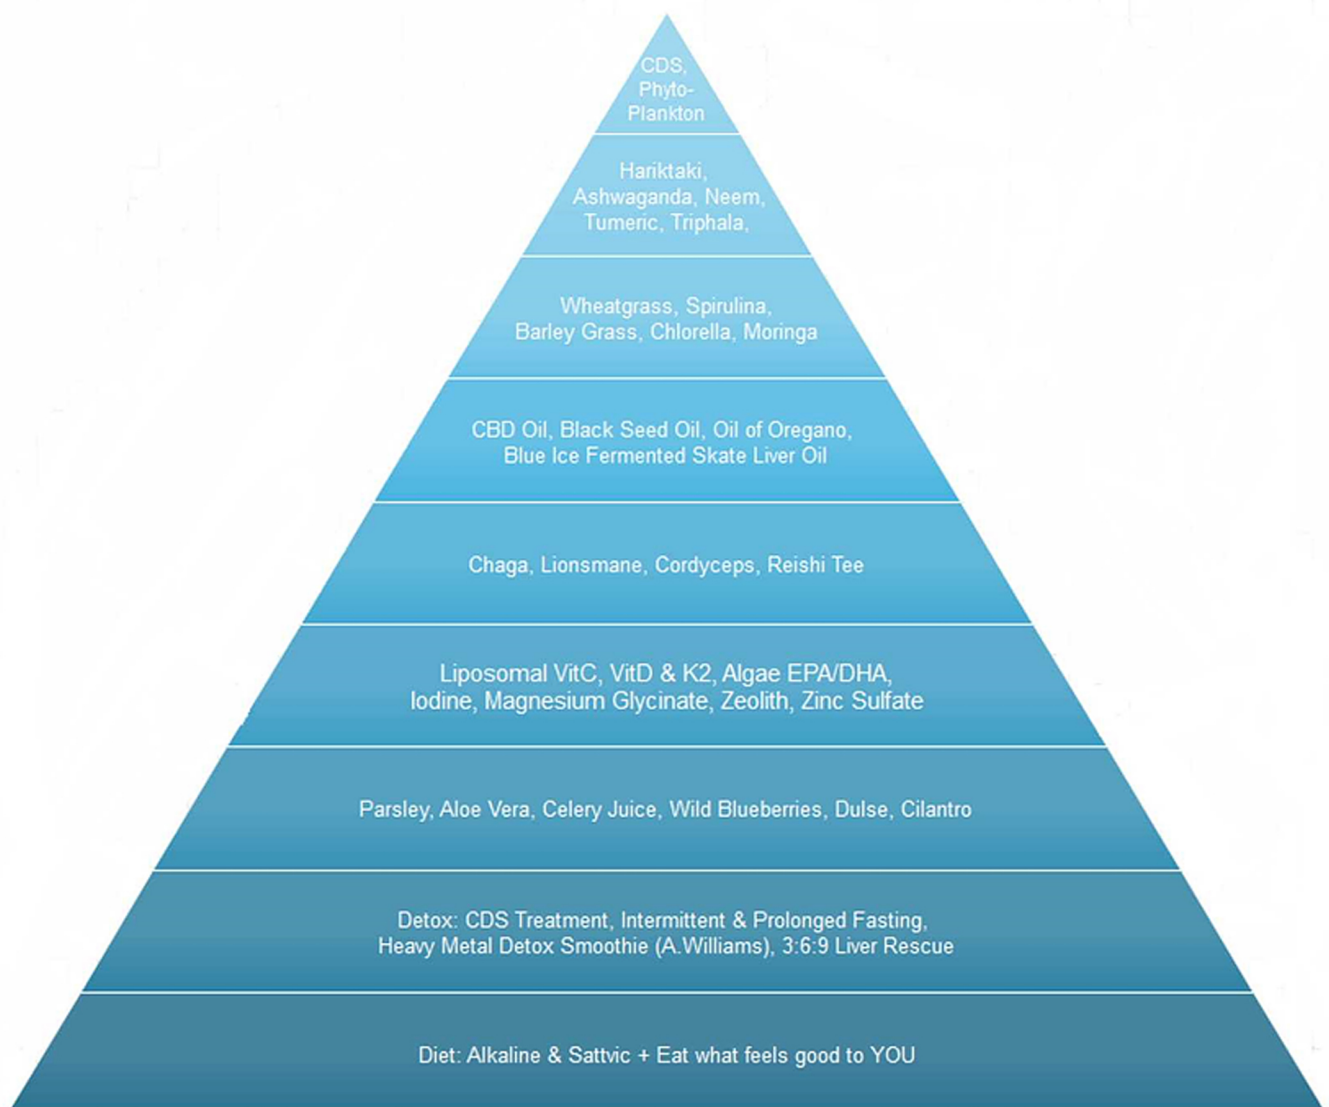 CDS,
Phyto-
Plankton
Hariktaki,
Ashwaganda, Neem,
Tumeric, Triphala,
Wheatgrass, Spirulina,
Barley Grass, Chlorella, Moringa
CBD Oil, Black Seed Oil, Oil of Oregano,
Blue Ice Fermented Skate Liver Oil
Chaga, Lionsmane, Cordyceps, Reishi Tee
Liposomal VitC, VitD & K2, Algae EPA/DHA,
Iodine, Magnesium Glycinate, Zeolith, Zinc Sulfate
Parsley, Aloe Vera, Celery Juice, Wild Blueberries, Dulse, Cilantro
Detox: CDS Treatment, Intermittent & Prolonged Fasting,
Heavy Metal Detox Smoothie (A.Williams), 3:6:9 Liver Rescue
Diet: Alkaline & Sattvic + Eat what feels good to YOU